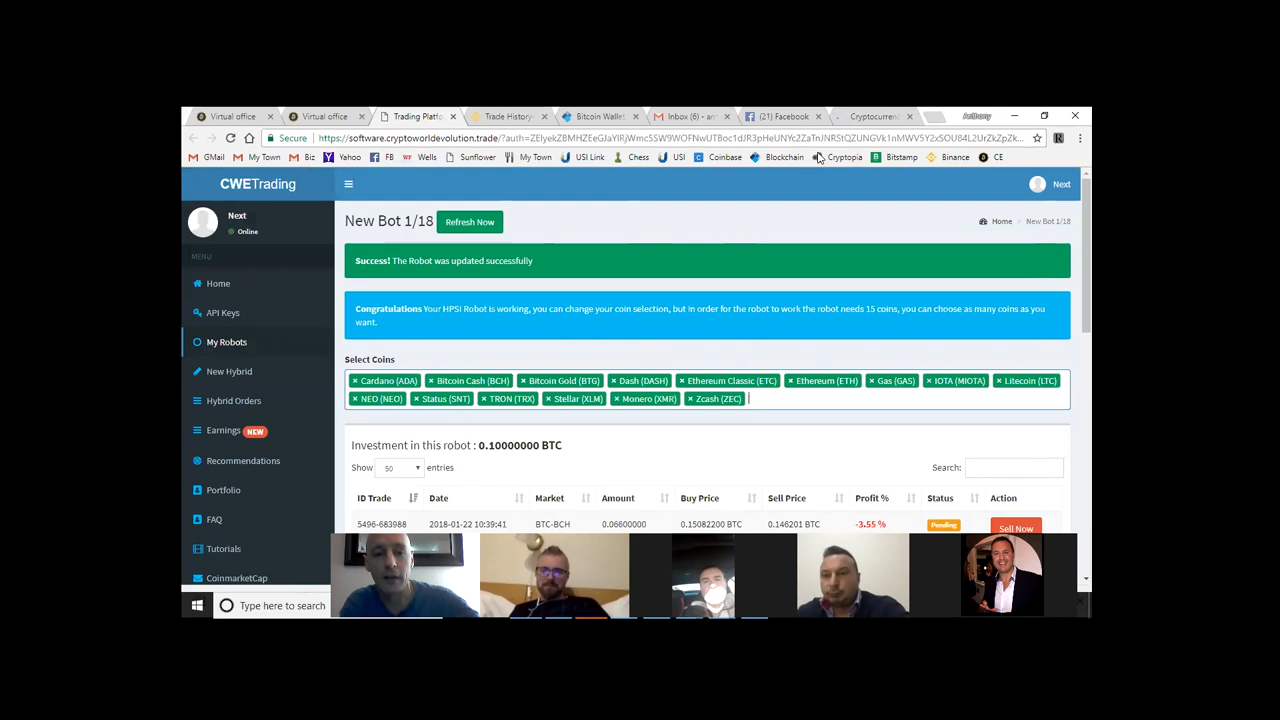 Virtual office
Virtual office
Trading Platfo
Trade History
Bitcoin Wallet
Inbox (6)
(21) Facebook
Cryptocurren
Anthony
Secure
https://software.cryptoworldevolution.trade/?auth=
GMail
My Town
Biz
Yahoo
FB
Wells
Sunflower
My Town
USI Link
Chess
USI
Coinbase
Blockchain
Cryptopia
Bitstamp
Binance
CE
CWETrading
Next
Next
Online
MENU
Home
API Keys
My Robots
New Hybrid
Hybrid Orders
Earnings NEW
Recommendations
Portfolio
FAQ
Tutorials
CoinmarketCap
New Bot 1/18 Refresh Now
Home > New Bot 1/18
Success! The Robot was updated successfully
Congratulations Your HPSI Robot is working, you can change your coin selection, but in order for the robot to work the robot needs 15 coins, you can choose as many coins as you
want.
Select Coins
× Cardano (ADA) × Bitcoin Cash (BCH) × Bitcoin Gold (BTG) × Dash (DASH) × Ethereum Classic (ETC) × Ethereum (ETH) × Gas (GAS) × IOTA (MIOTA) × Litecoin (LTC)
× NEO (NEO) × Status (SNT) × TRON (TRX) × Stellar (XLM) × Monero (XMR) × Zcash (ZEC)
Investment in this robot : 0.10000000 BTC
Show 50 entries
Search:
ID Trade Date Market Amount Buy Price Sell Price Profit % Status Action
5496-683988 2018-01-22 10:39:41 BTC-BCH 0.06600000 0.15082200 BTC 0.146201 BTC -3.55 % Pending Sell Now
Type here to search